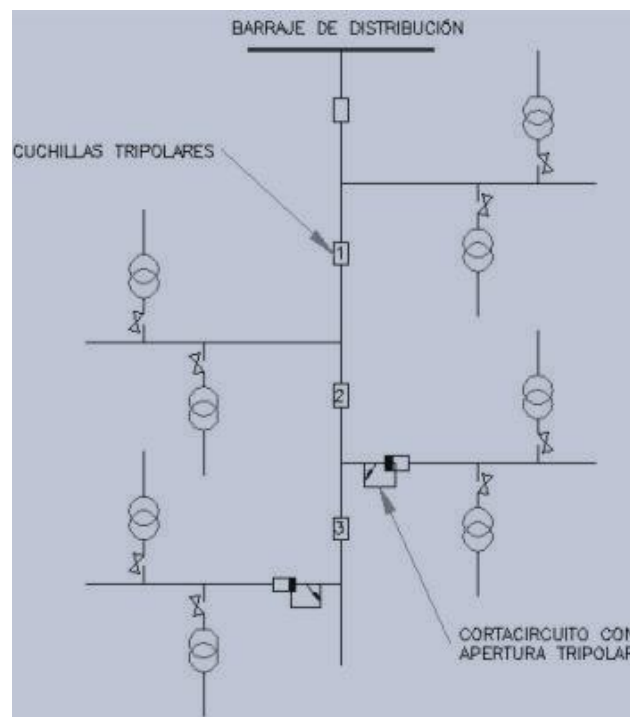 BARRAJE DE DISTRIBUCIÓN
CUCHILLAS TRIPOLARES
1
2
3
CORTACIRCUITO CON
APERTURA TRIPOLAR